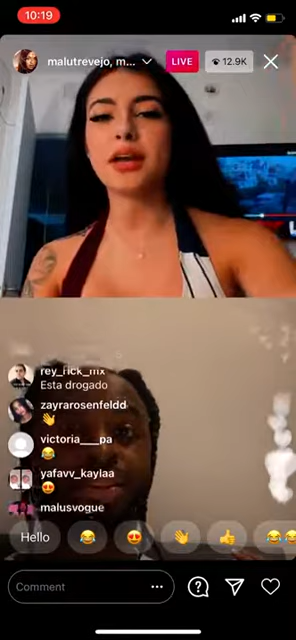 10:19
malutrevejo, m...
LIVE
12.9K
rey_rick_mx
Esta drogado
zayrarosenfeldd
👋
victoria___pa
😂
yafavv_kaylaa
😍
malusvogue
Hello 😂 😍 👋 👍 😂😂
Comment